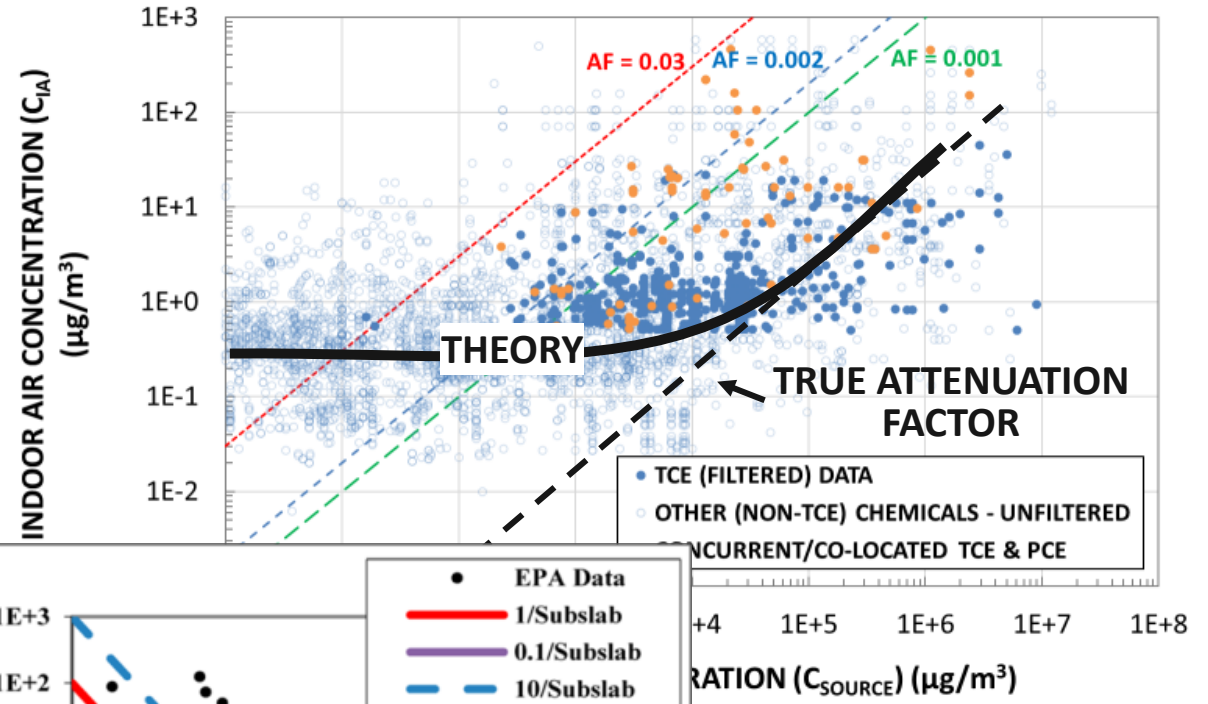 1E+3
AF = 0.03
AF = 0.002
AF = 0.001
1E+2
1E+1
1E+0
1E-1
1E-2
INDOOR AIR CONCENTRATION (C_IA)
(µg/m³)
THEORY
TRUE ATTENUATION
FACTOR
TCE (FILTERED) DATA
OTHER (NON-TCE) CHEMICALS - UNFILTERED
CONCURRENT/CO-LOCATED TCE & PCE
+4 1E+5 1E+6 1E+7 1E+8
RATION (C_SOURCE) (µg/m³)
EPA Data
1/Subslab
0.1/Subslab
10/Subslab
1E+3
1E+2